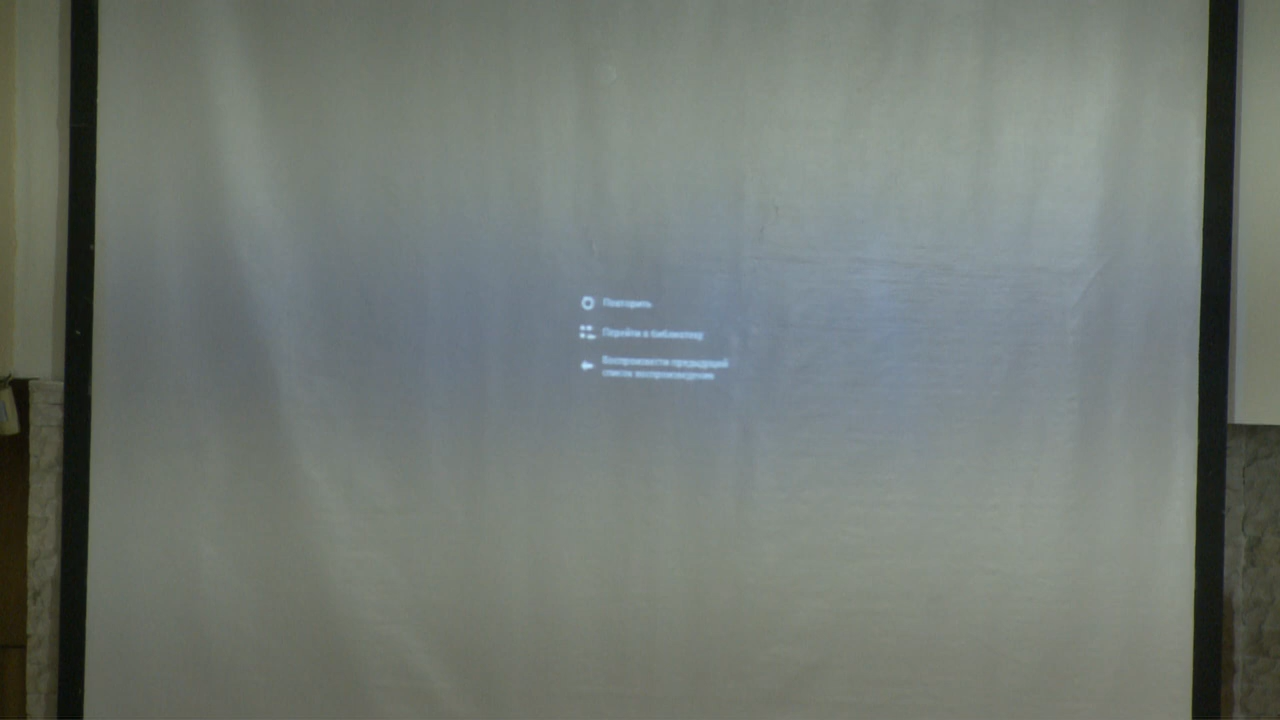 Повторить
Перейти в библиотеку
Воспроизвести предыдущий
список воспроизведения